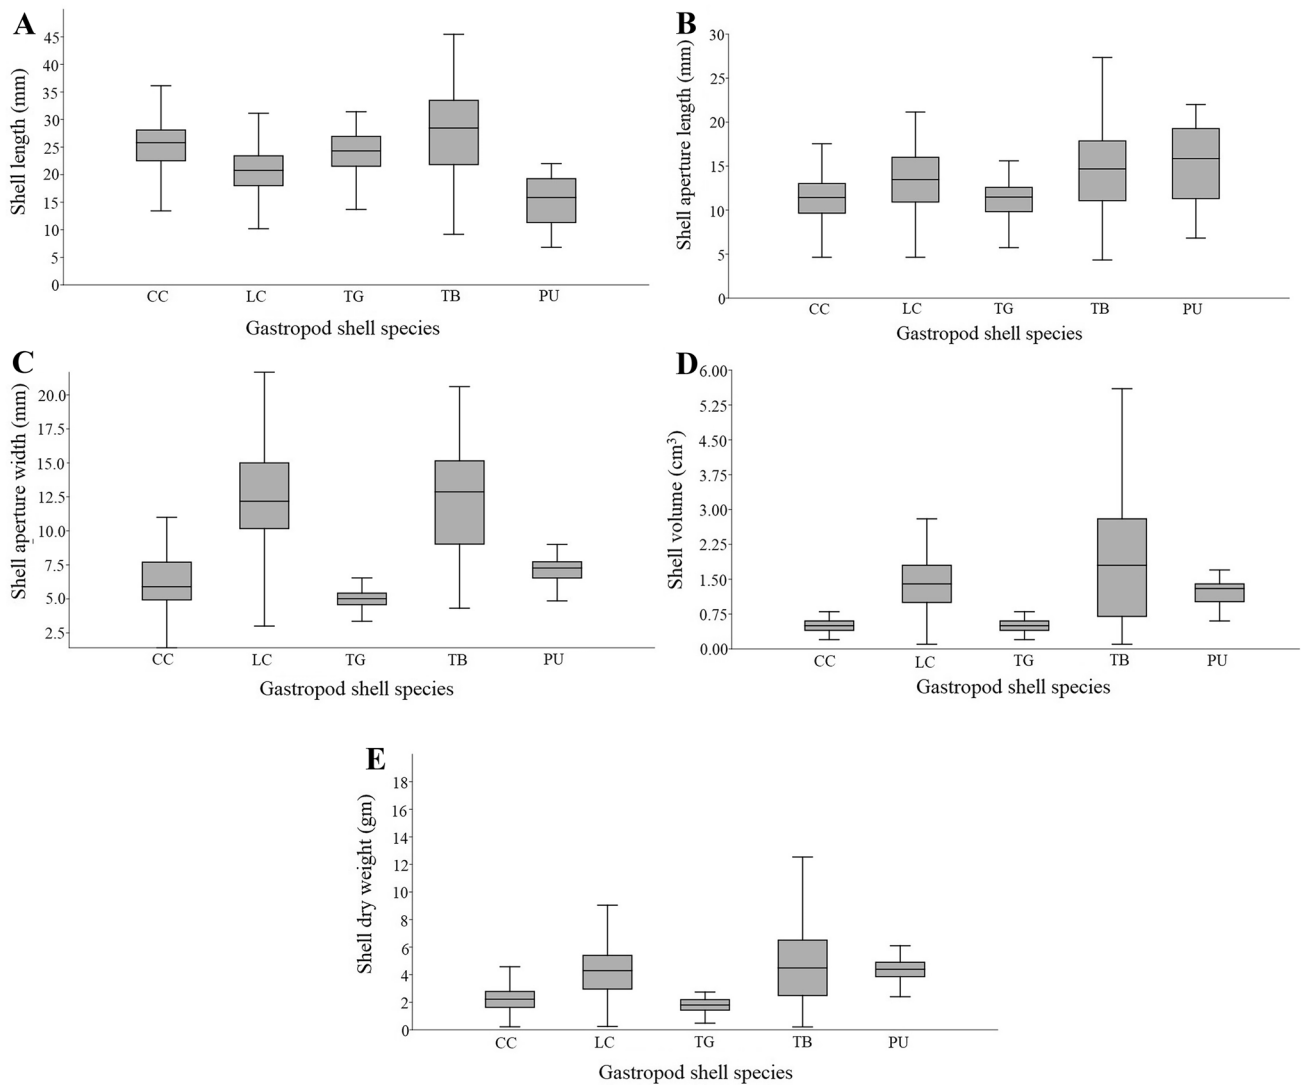 A
Shell length (mm)
45
40
35
30
25
20
15
10
5
0
CC LC TG TB PU
Gastropod shell species
B
Shell aperture length (mm)
30
25
20
15
10
5
0
CC LC TG TB PU
Gastropod shell species
C
Shell aperture width (mm)
20.0
17.5
15.0
12.5
10.0
7.5
5.0
2.5
CC LC TG TB PU
Gastropod shell species
D
Shell volume (cm³)
6.00
5.25
4.50
3.75
3.00
2.25
1.50
0.75
0.00
CC LC TG TB PU
Gastropod shell species
E
Shell dry weight (gm)
18
16
14
12
10
8
6
4
2
0
CC LC TG TB PU
Gastropod shell species